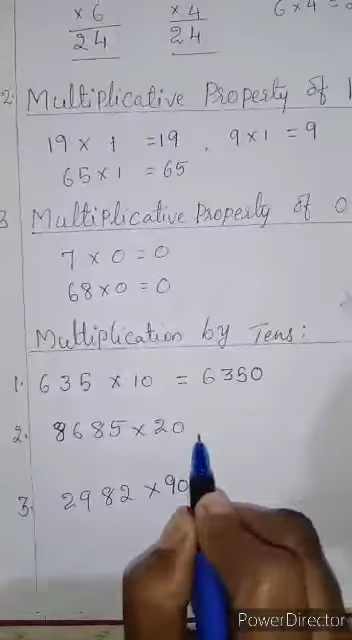 ×6 ×4 6×4 =
24 24
2. Multiplicative Property of 1
19 × 1 =19 , 9×1 = 9
65×1 = 65
3 Multiplicative Property of 0
7 × 0 = 0
68×0 = 0
Multiplication by Tens:
1. 635 × 10 = 6350
2. 8685×20
3. 2982×90
PowerDirector